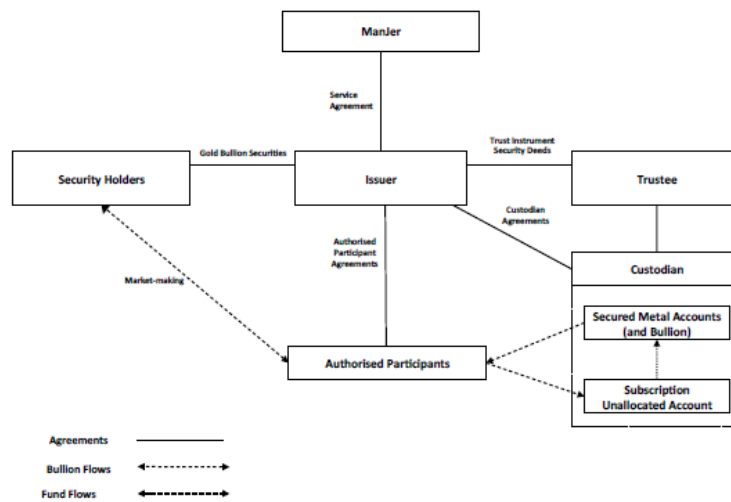 ManJer
Service
Agreement
Gold Bullion Securities
Trust Instrument
Security Deeds
Security Holders
Issuer
Trustee
Custodian
Agreements
Authorised
Participant
Agreements
Custodian
Market-making
Secured Metal Accounts
(and Bullion)
Authorised Participants
Subscription
Unallocated Account
Agreements
Bullion Flows
Fund Flows